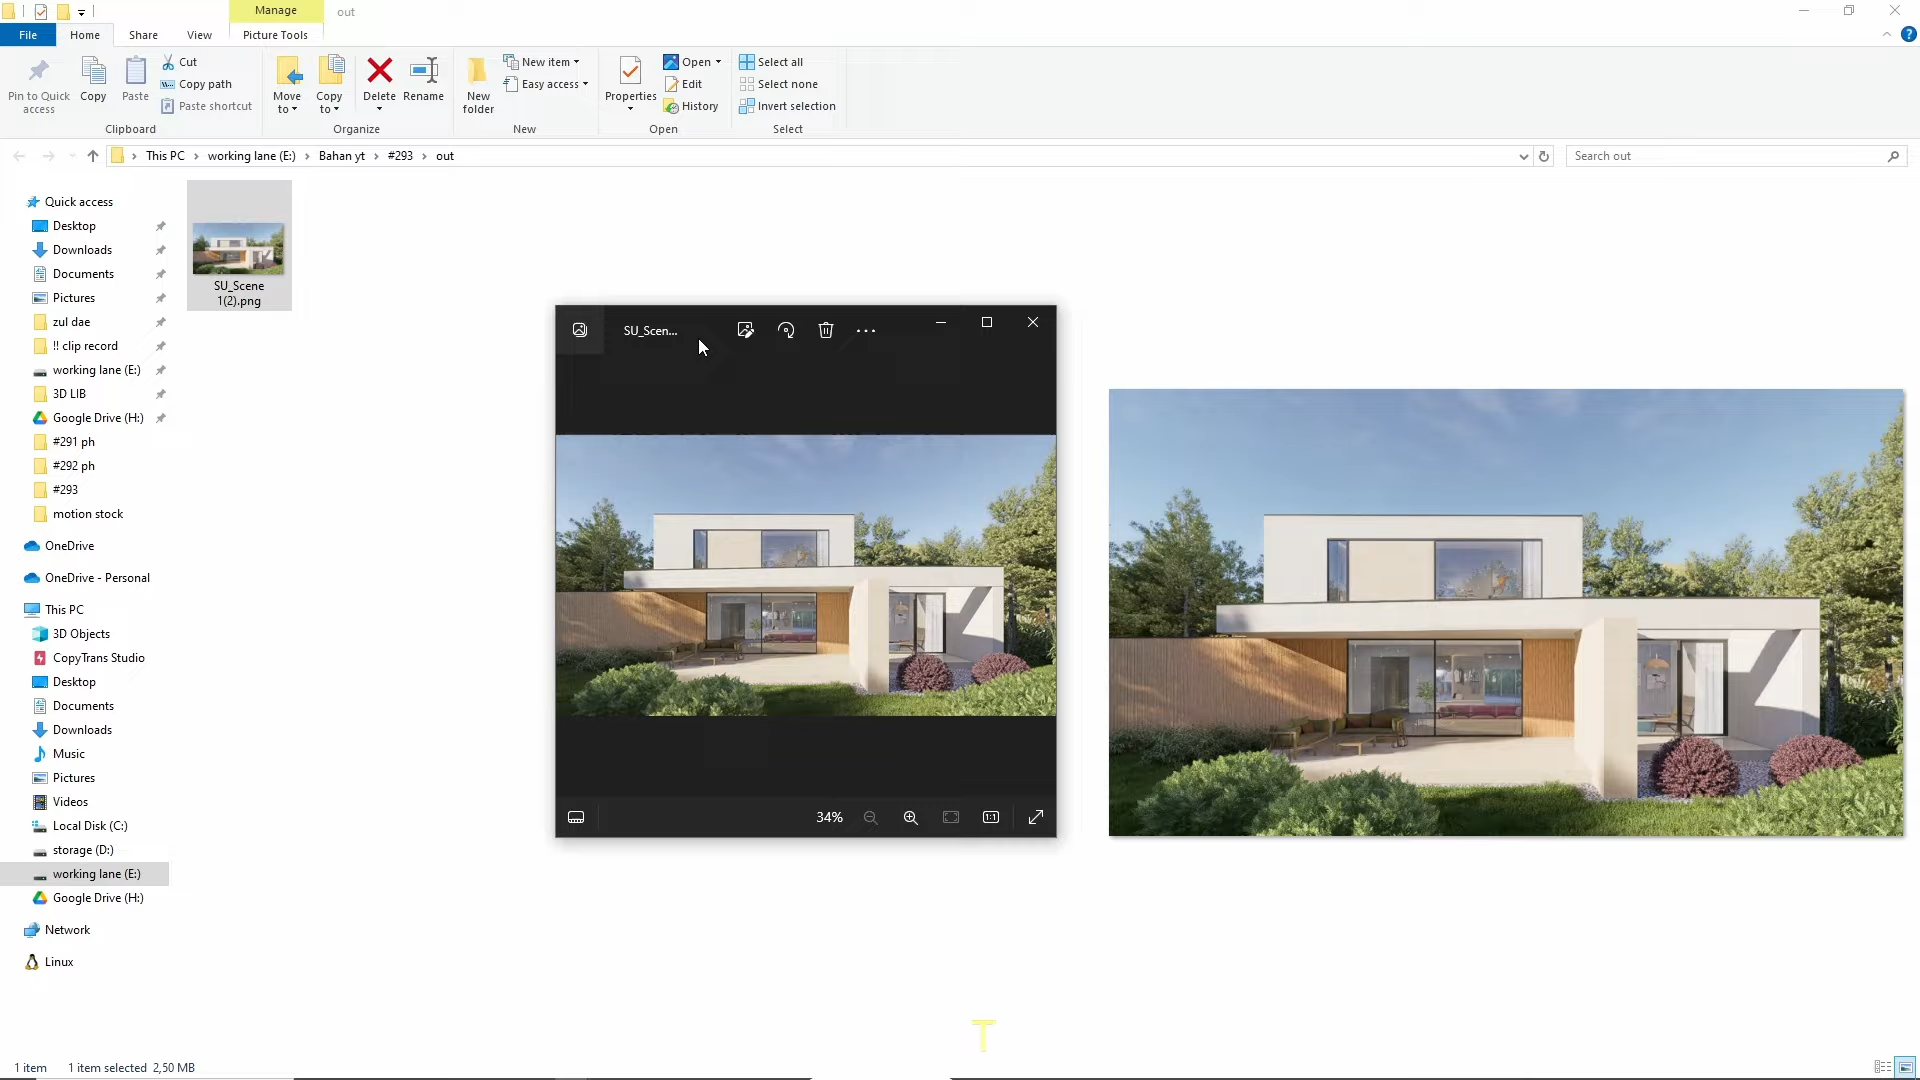 Manage
out
File
Home
Share
View
Picture Tools
Pin to Quick access
Copy
Paste
Cut
Copy path
Paste shortcut
Clipboard
Move to
Copy to
Delete
Rename
Organize
New folder
New item
Easy access
New
Properties
Open
Edit
History
Open
Select all
Select none
Invert selection
Select
This PC > working lane (E:) > Bahan yt > #293 > out
Search out
Quick access
Desktop
Downloads
Documents
Pictures
zul dae
!! clip record
working lane (E:)
3D LIB
Google Drive (H:)
#291 ph
#292 ph
#293
motion stock
OneDrive
OneDrive - Personal
This PC
3D Objects
CopyTrans Studio
Desktop
Documents
Downloads
Music
Pictures
Videos
Local Disk (C:)
storage (D:)
working lane (E:)
Google Drive (H:)
Network
Linux
SU_Scene
1(2).png
SU_Scen...
34%
1:1
T
1 item
1 item selected 2,50 MB